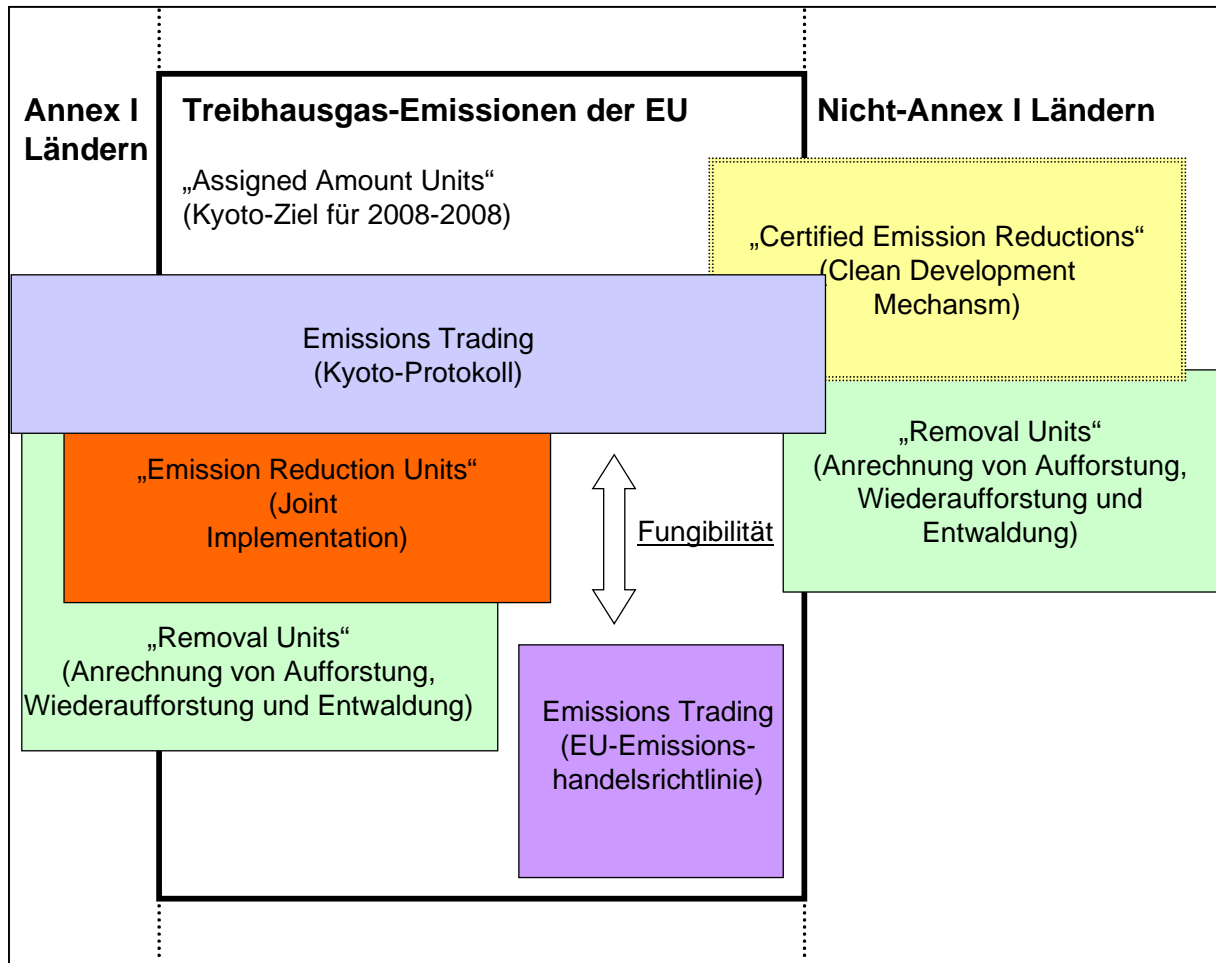 Annex I
Ländern
Treibhausgas-Emissionen der EU
Nicht-Annex I Ländern
„Assigned Amount Units“
(Kyoto-Ziel für 2008-2008)
„Certified Emission Reductions“
(Clean Development
Mechansm)
Emissions Trading
(Kyoto-Protokoll)
„Removal Units“
(Anrechnung von Aufforstung,
Wiederaufforstung und
Entwaldung)
„Emission Reduction Units“
(Joint
Implementation)
Fungibilität
„Removal Units“
(Anrechnung von Aufforstung,
Wiederaufforstung und Entwaldung)
Emissions Trading
(EU-Emissions-
handelsrichtlinie)